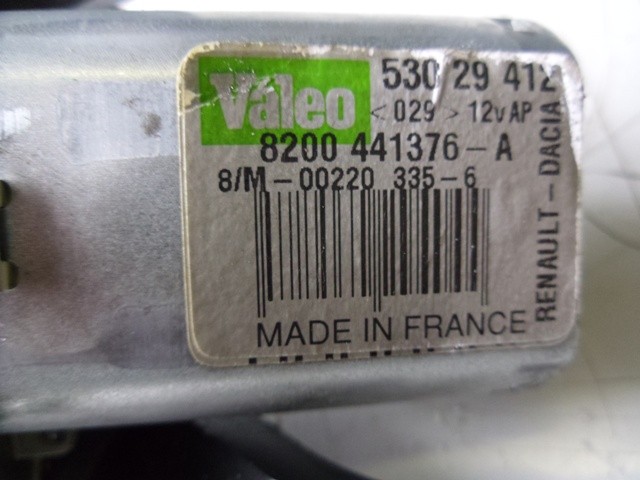 Valeo
530 29 412
< 029 > 12v AP
8200 441376-A
8/M-00220 335-6
MADE IN FRANCE
RENAULT-DACIA